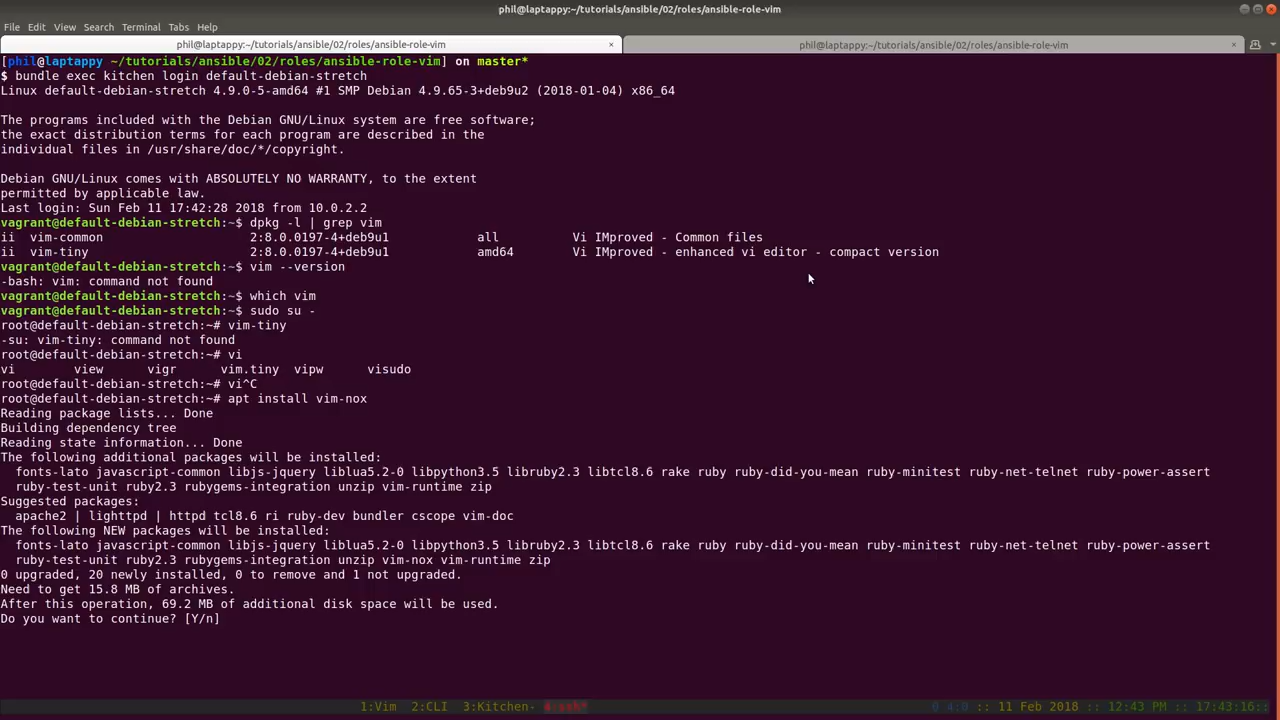 phil@laptappy:~/tutorials/ansible/02/roles/ansible-role-vim
File Edit View Search Terminal Tabs Help
phil@laptappy:~/tutorials/ansible/02/roles/ansible-role-vim × phil@laptappy:~/tutorials/ansible/02/roles/ansible-role-vim ×
[phil@laptappy ~/tutorials/ansible/02/roles/ansible-role-vim] on master*
$ bundle exec kitchen login default-debian-stretch
Linux default-debian-stretch 4.9.0-5-amd64 #1 SMP Debian 4.9.65-3+deb9u2 (2018-01-04) x86_64
The programs included with the Debian GNU/Linux system are free software;
the exact distribution terms for each program are described in the
individual files in /usr/share/doc/*/copyright.
Debian GNU/Linux comes with ABSOLUTELY NO WARRANTY, to the extent
permitted by applicable law.
Last login: Sun Feb 11 17:42:28 2018 from 10.0.2.2
vagrant@default-debian-stretch:~$ dpkg -l | grep vim
ii  vim-common                    2:8.0.0197-4+deb9u1            all          Vi IMproved - Common files
ii  vim-tiny                      2:8.0.0197-4+deb9u1            amd64        Vi IMproved - enhanced vi editor - compact version
vagrant@default-debian-stretch:~$ vim --version
-bash: vim: command not found
vagrant@default-debian-stretch:~$ which vim
vagrant@default-debian-stretch:~$ sudo su -
root@default-debian-stretch:~# vim-tiny
-su: vim-tiny: command not found
root@default-debian-stretch:~# vi
vi        view      vigr      vim.tiny  vipw      visudo
root@default-debian-stretch:~# vi^C
root@default-debian-stretch:~# apt install vim-nox
Reading package lists... Done
Building dependency tree
Reading state information... Done
The following additional packages will be installed:
  fonts-lato javascript-common libjs-jquery liblua5.2-0 libpython3.5 libruby2.3 libtcl8.6 rake ruby ruby-did-you-mean ruby-minitest ruby-net-telnet ruby-power-assert
  ruby-test-unit ruby2.3 rubygems-integration unzip vim-runtime zip
Suggested packages:
  apache2 | lighttpd | httpd tcl8.6 ri ruby-dev bundler cscope vim-doc
The following NEW packages will be installed:
  fonts-lato javascript-common libjs-jquery liblua5.2-0 libpython3.5 libruby2.3 libtcl8.6 rake ruby ruby-did-you-mean ruby-minitest ruby-net-telnet ruby-power-assert
  ruby-test-unit ruby2.3 rubygems-integration unzip vim-nox vim-runtime zip
0 upgraded, 20 newly installed, 0 to remove and 1 not upgraded.
Need to get 15.8 MB of archives.
After this operation, 69.2 MB of additional disk space will be used.
Do you want to continue? [Y/n]
1:Vim 2:CLI 3:Kitchen- 4:ssh* 0 4:0 :: 11 Feb 2018 :: 12:43 PM :: 17:43:16::